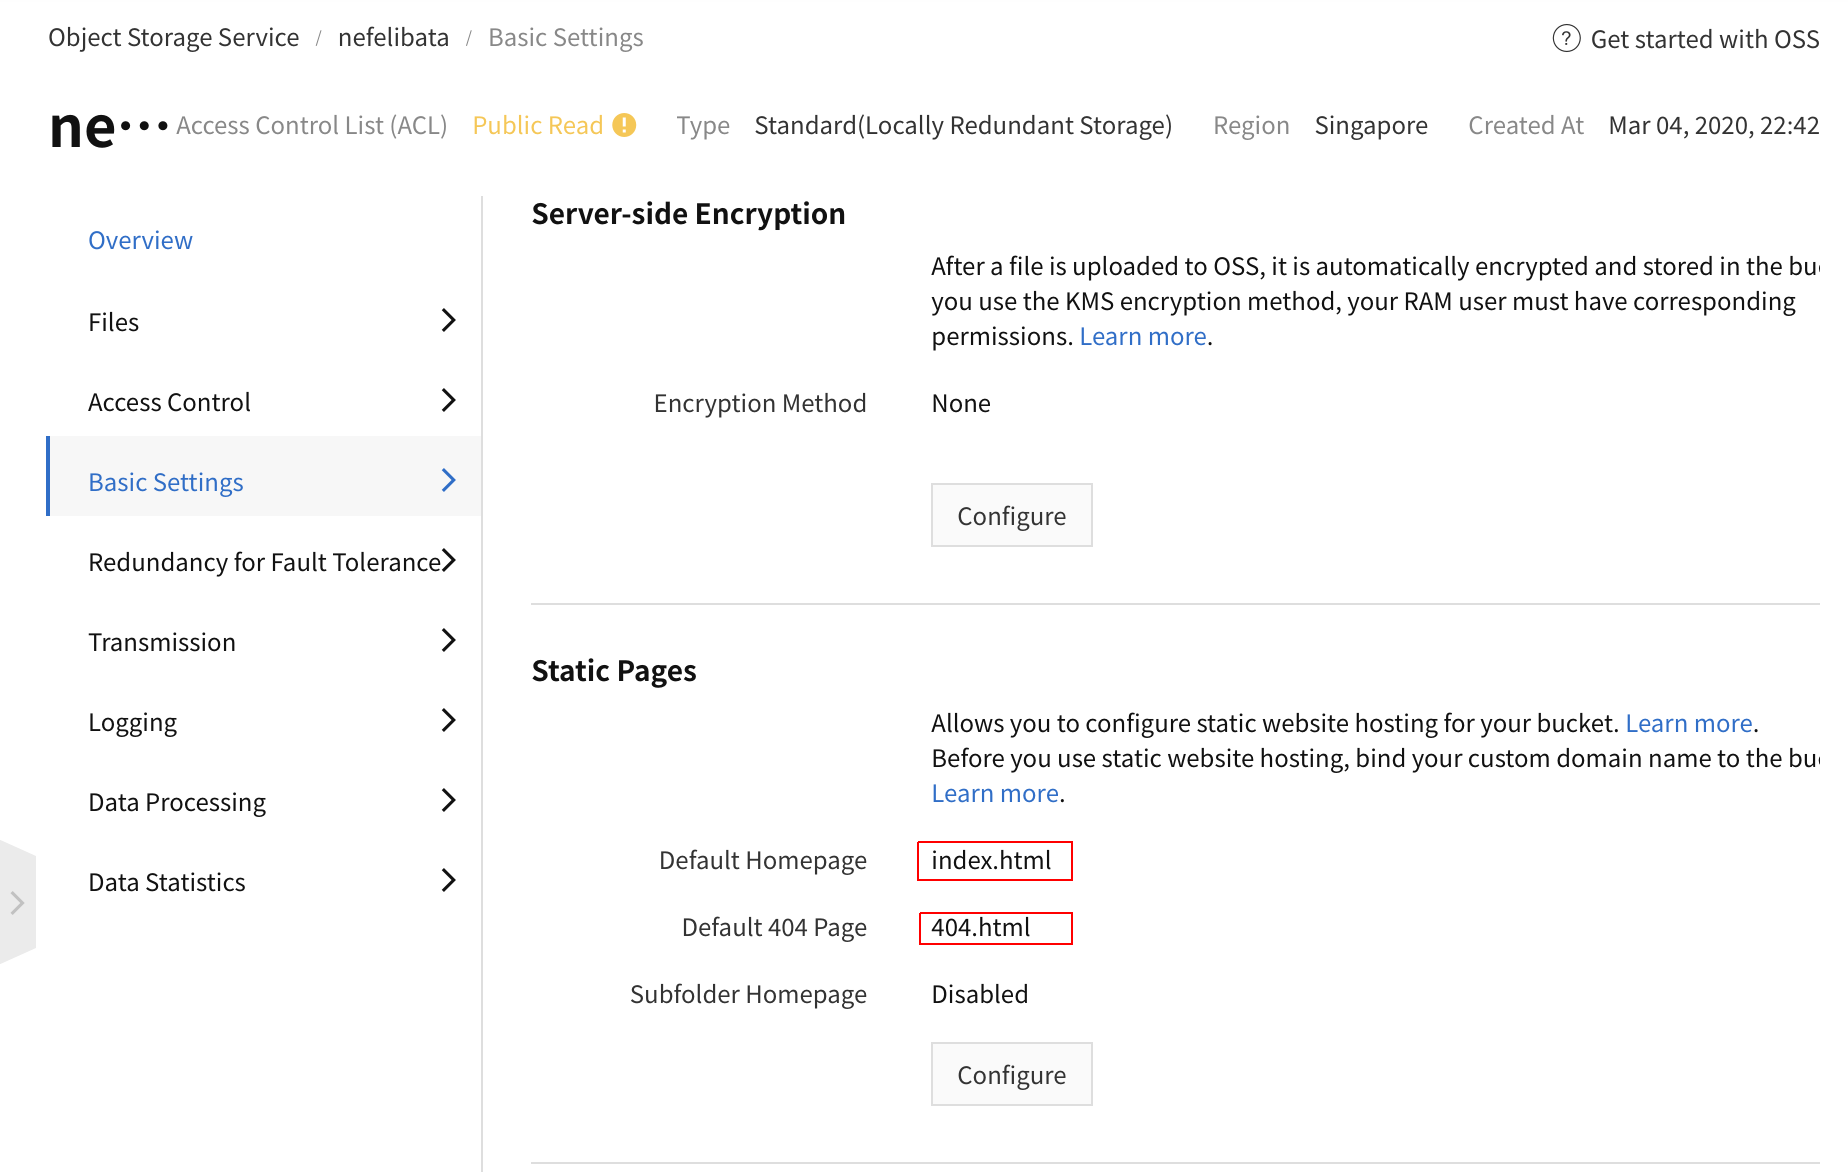 Object Storage Service / nefelibata / Basic Settings
? Get started with OSS
ne··· Access Control List (ACL) Public Read ! Type Standard(Locally Redundant Storage) Region Singapore Created At Mar 04, 2020, 22:42
Overview
Files
Access Control
Basic Settings
Redundancy for Fault Tolerance
Transmission
Logging
Data Processing
Data Statistics
Server-side Encryption
After a file is uploaded to OSS, it is automatically encrypted and stored in the
you use the KMS encryption method, your RAM user must have corresponding
permissions. Learn more.
Encryption Method None
Configure
Static Pages
Allows you to configure static website hosting for your bucket. Learn more.
Before you use static website hosting, bind your custom domain name to the
Learn more.
Default Homepage index.html
Default 404 Page 404.html
Subfolder Homepage Disabled
Configure